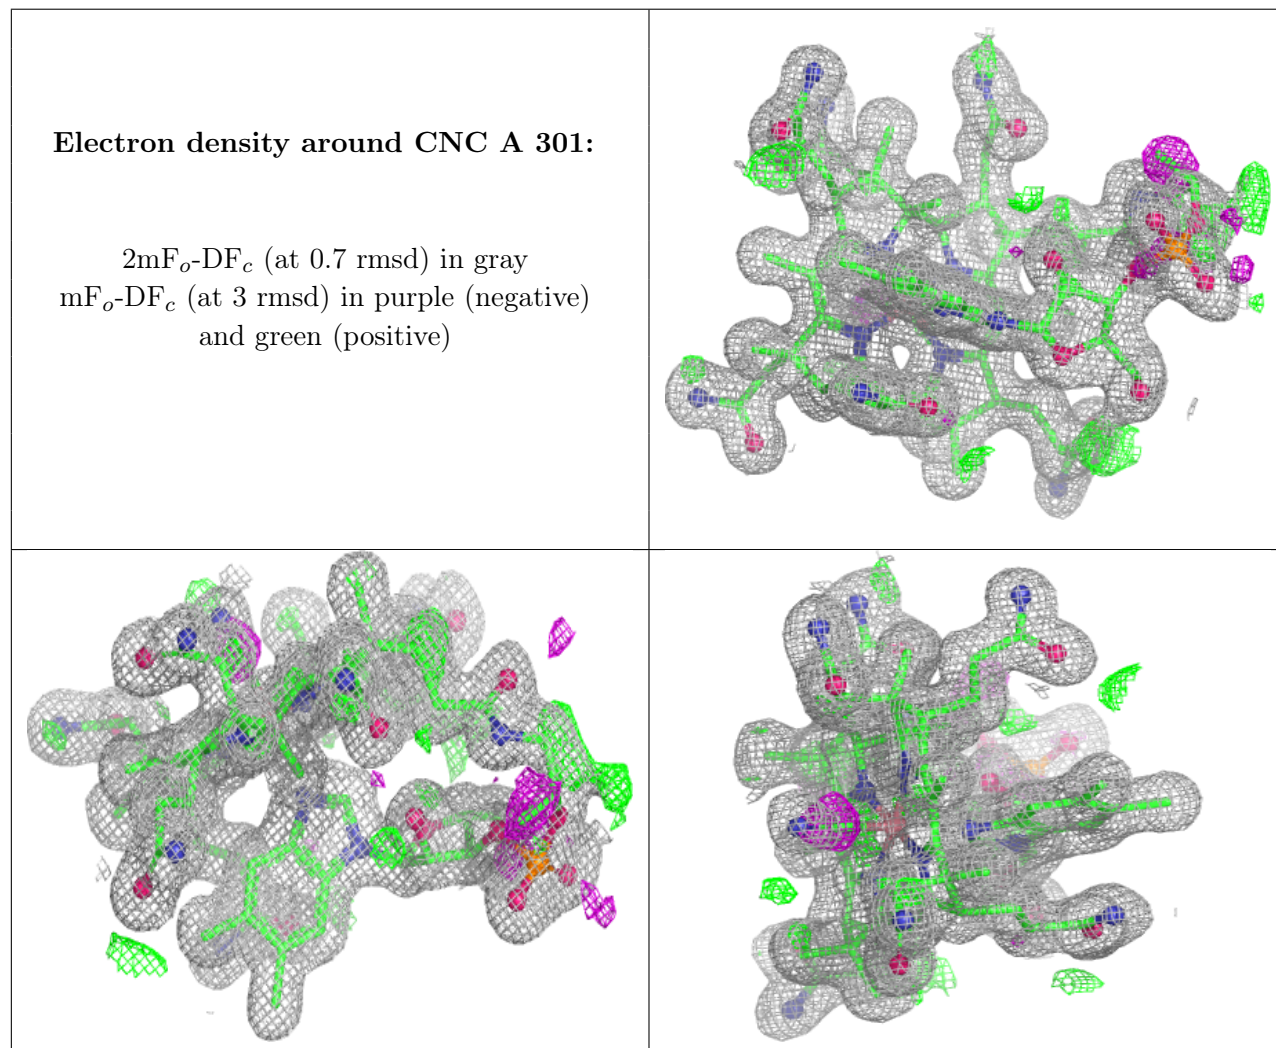 Electron density around CNC A 301:
2mFo-DFc (at 0.7 rmsd) in gray
mFo-DFc (at 3 rmsd) in purple (negative)
and green (positive)